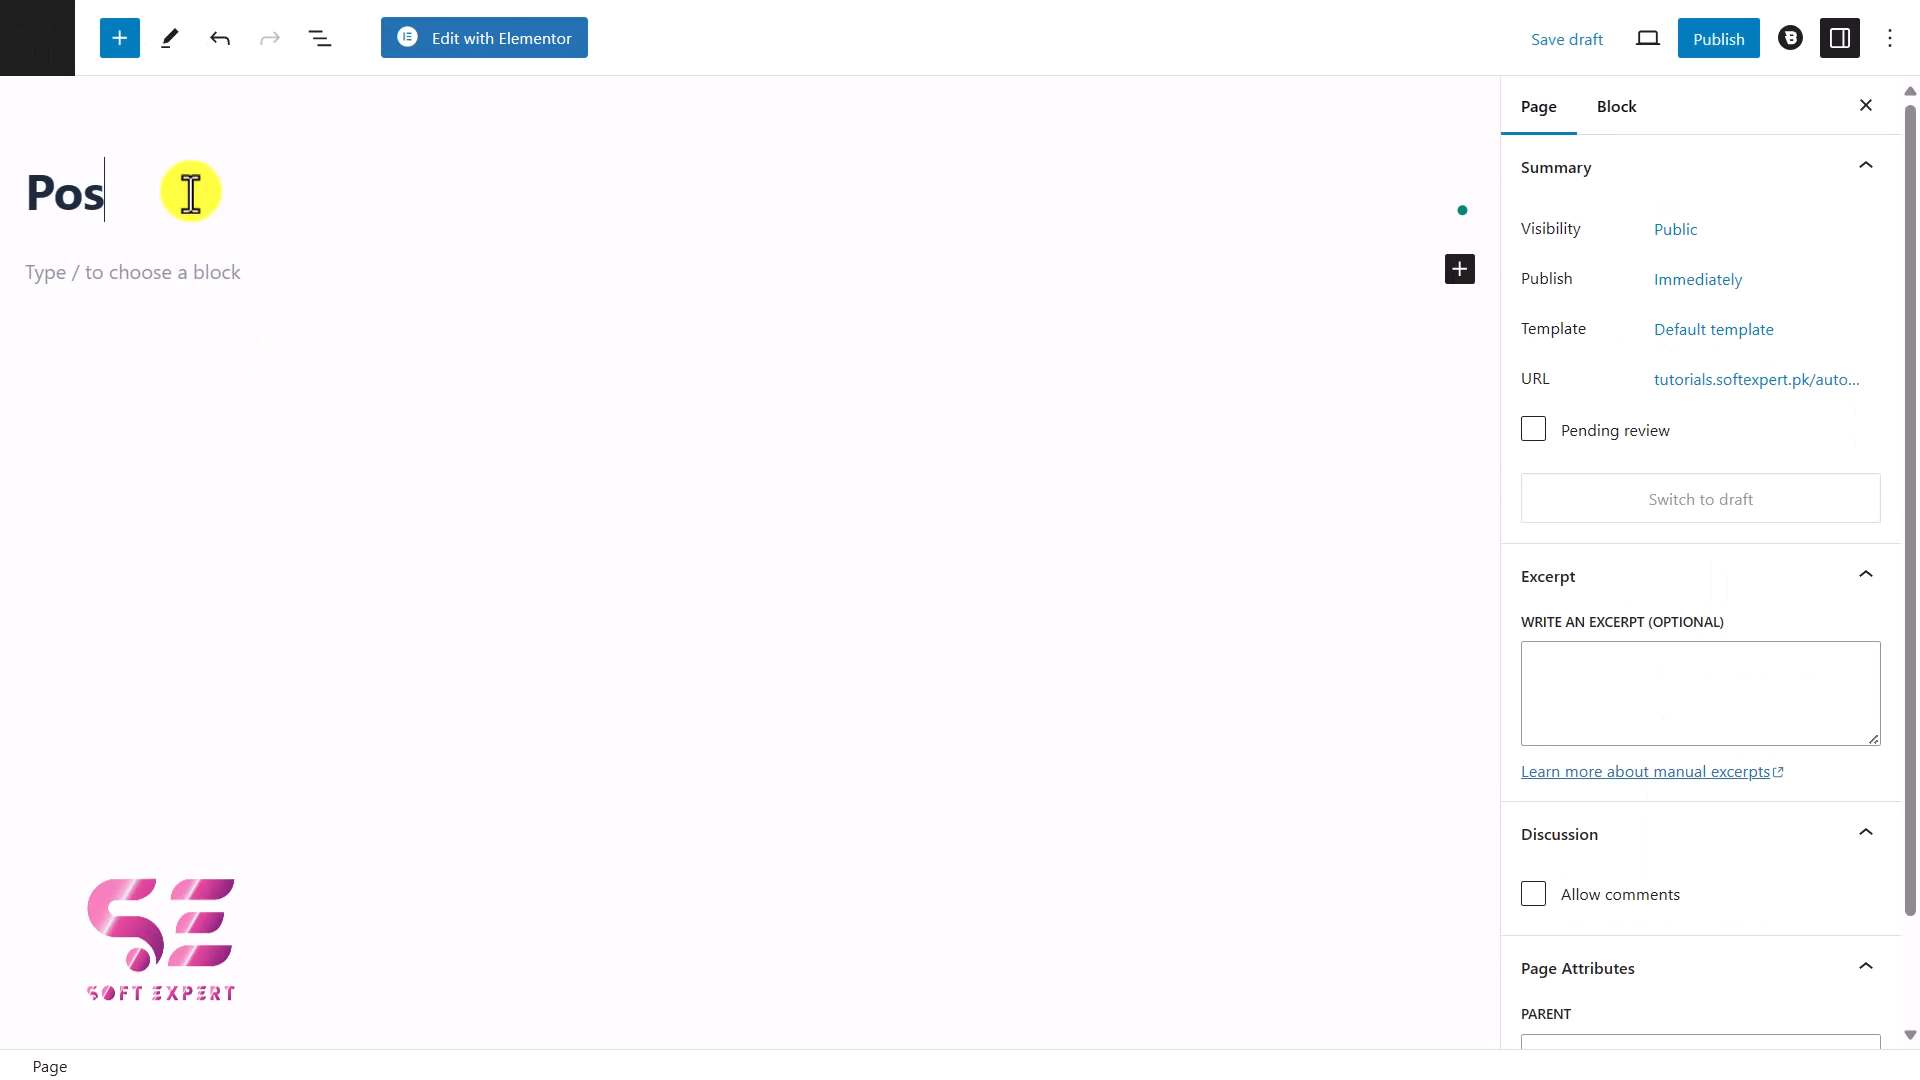 Edit with Elementor
Save draft
Publish
Pos
Type / to choose a block
Page
Block
Summary
Visibility
Public
Publish
Immediately
Template
Default template
URL
tutorials.softexpert.pk/auto...
Pending review
Switch to draft
Excerpt
WRITE AN EXCERPT (OPTIONAL)
Learn more about manual excerpts
Discussion
Allow comments
Page Attributes
PARENT
SE
SOFT EXPERT
Page